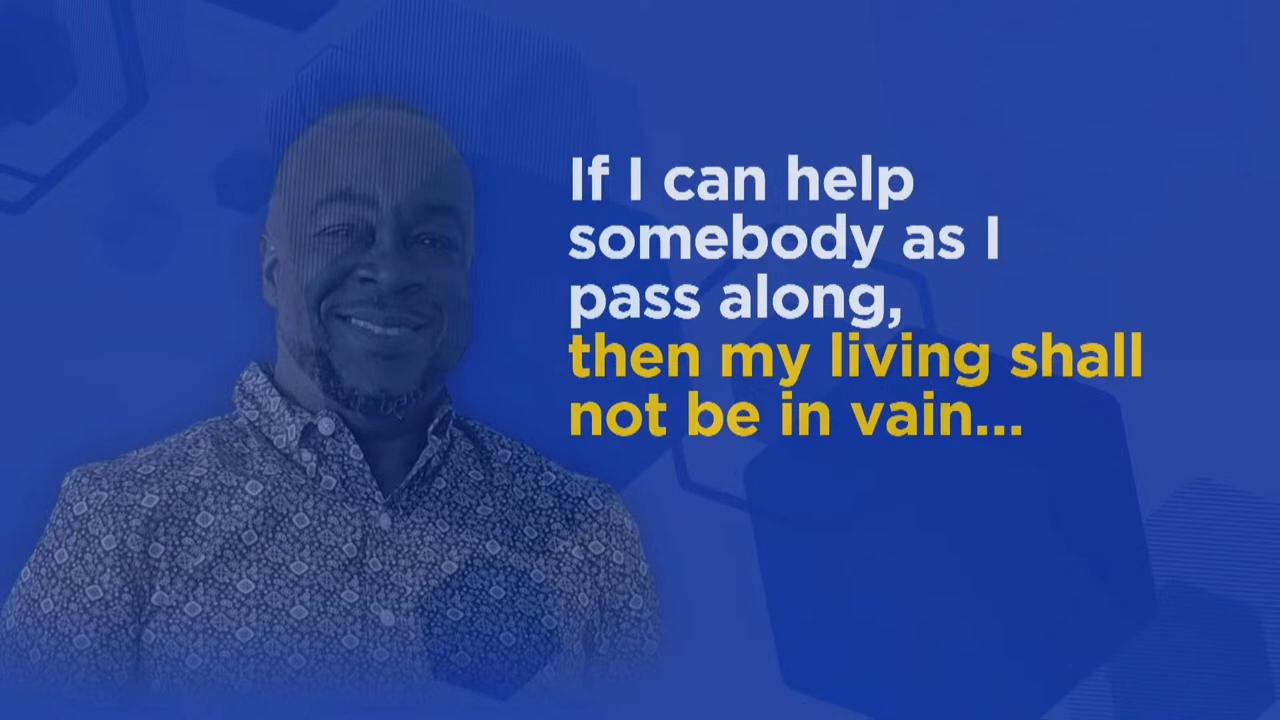 If I can help
somebody as I
pass along,
then my living shall
not be in vain...